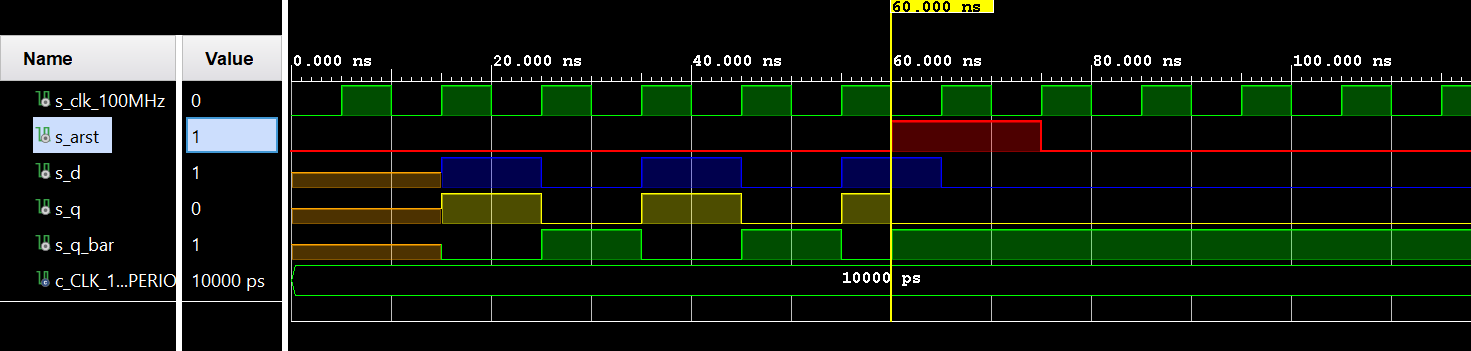 60.000 ns
Name Value
0.000 ns 20.000 ns 40.000 ns 60.000 ns 80.000 ns 100.000 ns
s_clk_100MHz 0
s_arst 1
s_d 1
s_q 0
s_q_bar 1
c_CLK_1...PERIO 10000 ps 10000 ps